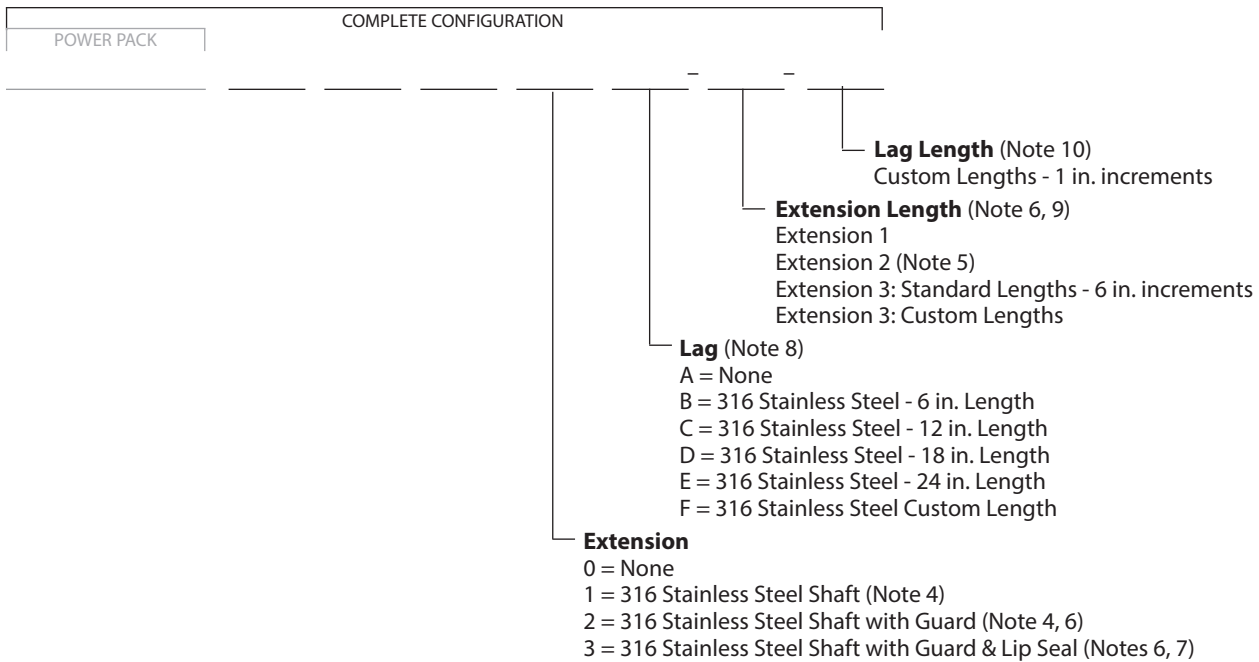 COMPLETE CONFIGURATION
POWER PACK
– –
Lag Length (Note 10)
Custom Lengths - 1 in. increments
Extension Length (Note 6, 9)
Extension 1
Extension 2 (Note 5)
Extension 3: Standard Lengths - 6 in. increments
Extension 3: Custom Lengths
Lag (Note 8)
A = None
B = 316 Stainless Steel - 6 in. Length
C = 316 Stainless Steel - 12 in. Length
D = 316 Stainless Steel - 18 in. Length
E = 316 Stainless Steel - 24 in. Length
F = 316 Stainless Steel Custom Length
Extension
0 = None
1 = 316 Stainless Steel Shaft (Note 4)
2 = 316 Stainless Steel Shaft with Guard (Note 4, 6)
3 = 316 Stainless Steel Shaft with Guard & Lip Seal (Notes 6, 7)